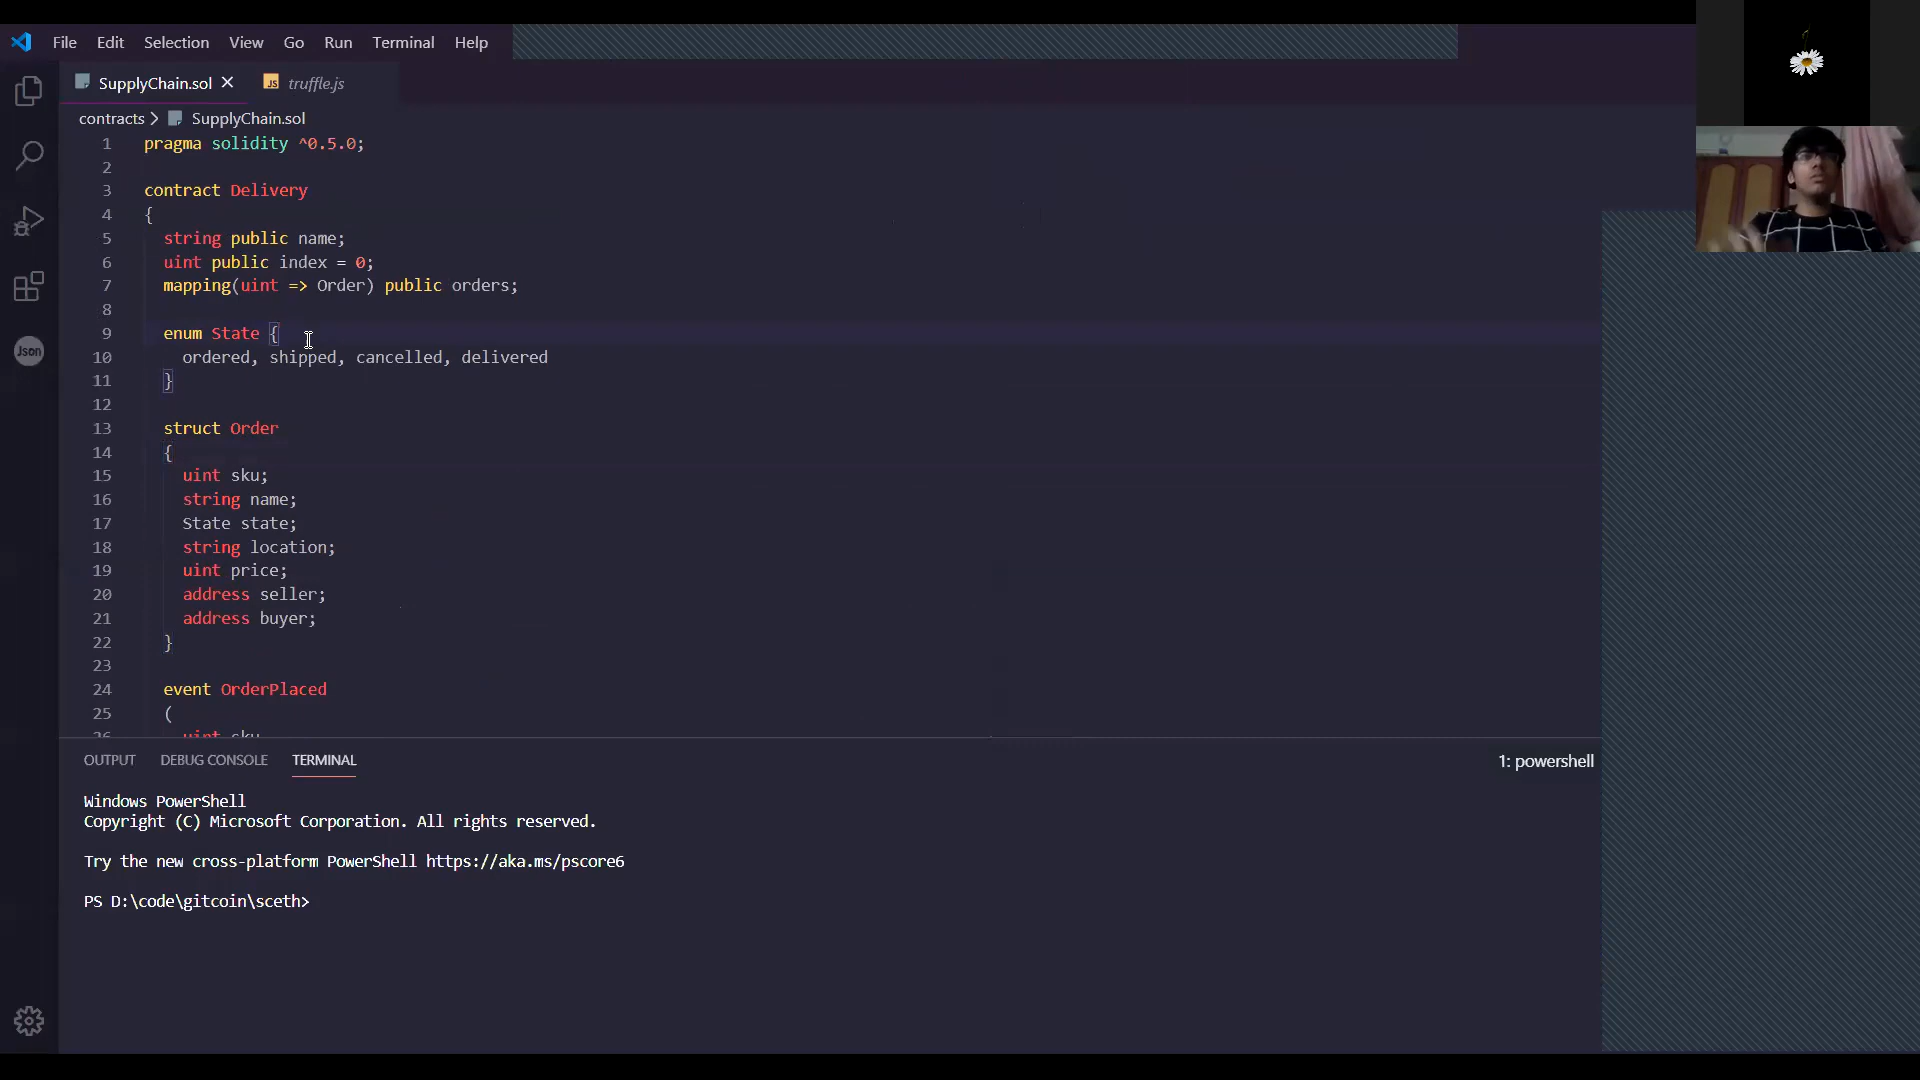 File Edit Selection View Go Run Terminal Help
SupplyChain.sol JS truffle.js
contracts > SupplyChain.sol
1 pragma solidity ^0.5.0;
2
3 contract Delivery
4 {
5 string public name;
6 uint public index = 0;
7 mapping(uint => Order) public orders;
8
9 enum State {
10 ordered, shipped, cancelled, delivered
11 }
12
13 struct Order
14 {
15 uint sku;
16 string name;
17 State state;
18 string location;
19 uint price;
20 address seller;
21 address buyer;
22 }
23
24 event OrderPlaced
25 (
26 uint sku
Json
OUTPUT DEBUG CONSOLE TERMINAL 1: powershell
Windows PowerShell
Copyright (C) Microsoft Corporation. All rights reserved.
Try the new cross-platform PowerShell https://aka.ms/pscore6
PS D:\code\gitcoin\sceth>